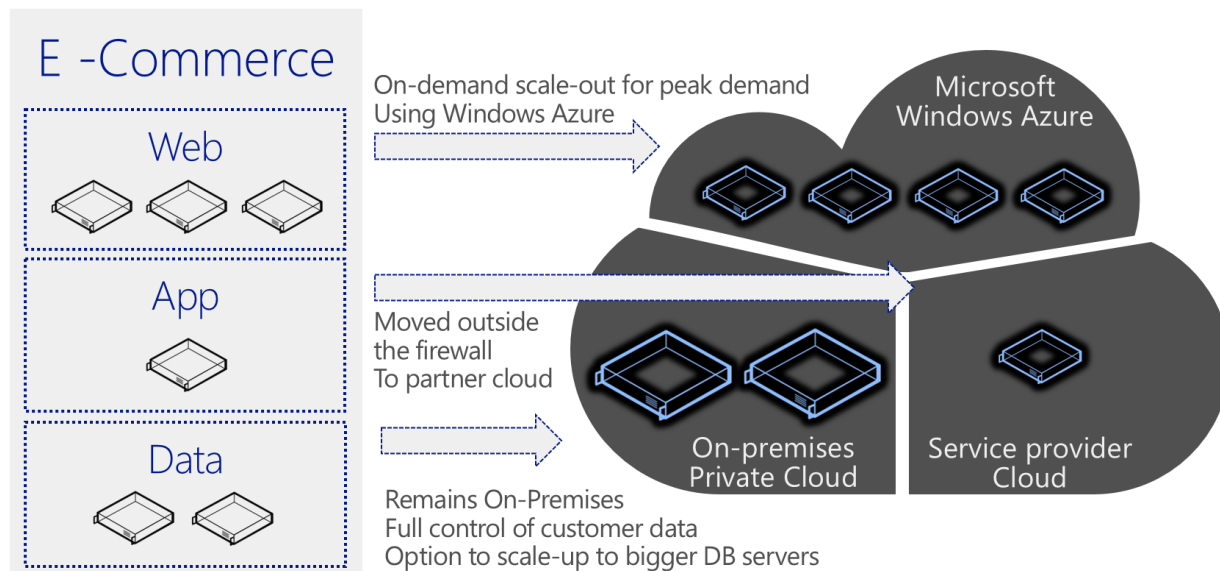 E -Commerce
Web
App
Data
On-demand scale-out for peak demand
Using Windows Azure
Moved outside
the firewall
To partner cloud
Remains On-Premises
Full control of customer data
Option to scale-up to bigger DB servers
Microsoft
Windows Azure
On-premises
Private Cloud
Service provider
Cloud